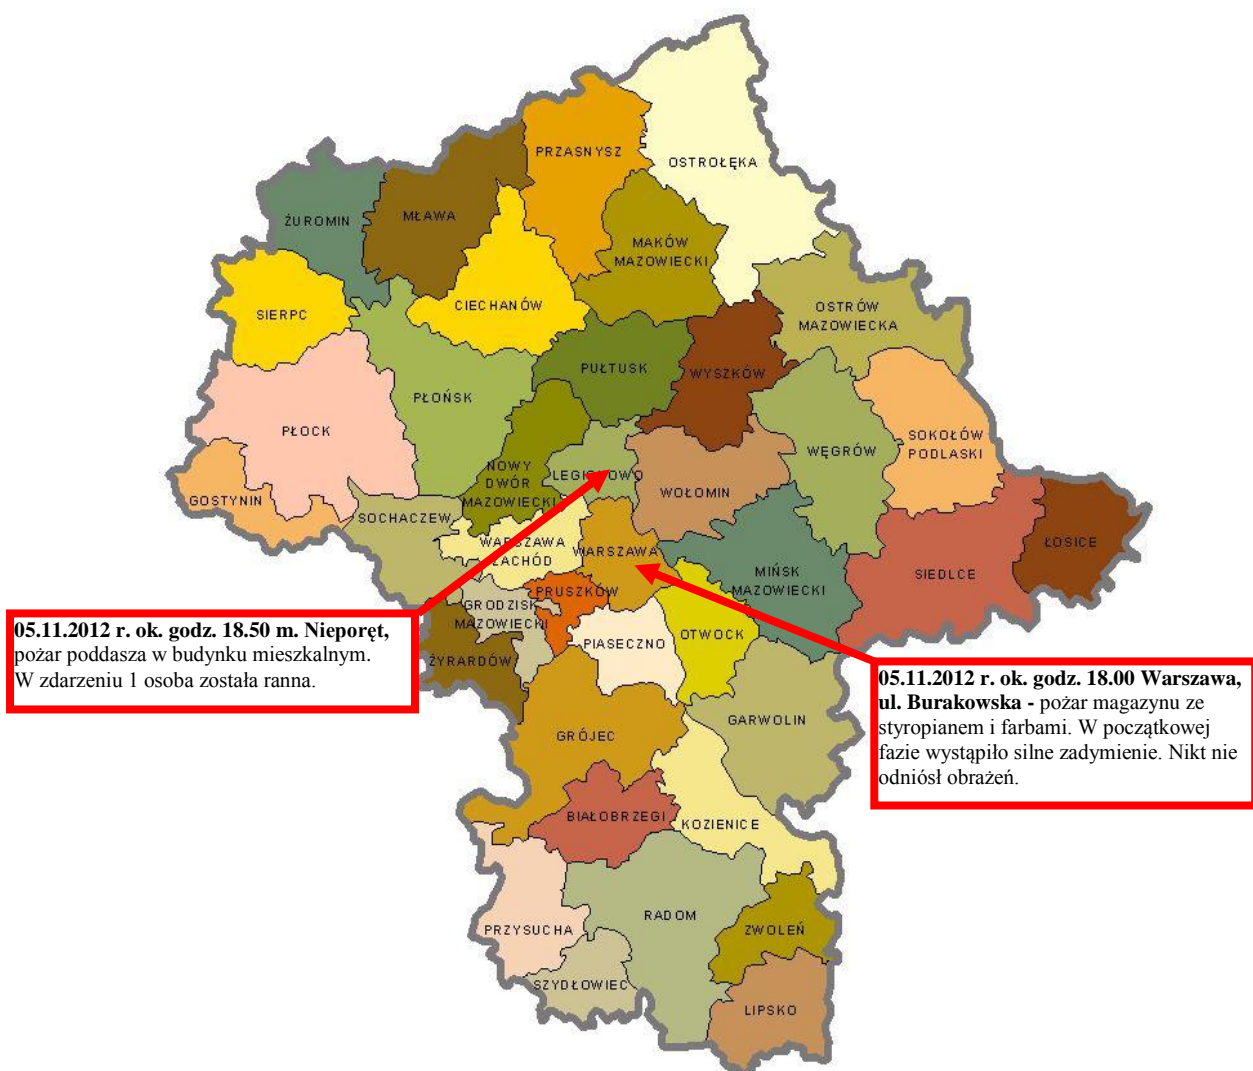 PRZASNYSZ
OSTROŁĘKA
ŻUROMIN
MŁAWA
MAKÓW
MAZOWIECKI
CIECHANÓW
SIERPC
OSTRÓW
MAZOWIECKA
PUŁTUSK
WYSZKÓW
PŁOŃSK
PŁOCK
WĘGRÓW
SOKOŁÓW
PODLASKI
NOWY
DWÓR
MAZOWIECKI
LEGIONOWO
WOŁOMIN
GOSTYNIN
SOCHACZEW
WARSZAWA
ZACHÓD
WARSZAWA
MIŃSK
MAZOWIECKI
SIEDLCE
ŁOSICE
PRUSZKÓW
GRODZISK
MAZOWIECKI
PIASECZNO
OTWOCK
ŻYRARDÓW
05.11.2012 r. ok. godz. 18.50 m. Nieporęt,
pożar poddasza w budynku mieszkalnym.
W zdarzeniu 1 osoba została ranna.
05.11.2012 r. ok. godz. 18.00 Warszawa,
ul. Burakowska - pożar magazynu ze
styropianem i farbami. W początkowej
fazie wystąpiło silne zadymienie. Nikt nie
odniósł obrażeń.
GARWOLIN
GRÓJEC
BIAŁOBRZEGI
KOZIENICE
RADOM
PRZYSUCHA
ZWOLEŃ
SZYDŁOWIEC
LIPSKO